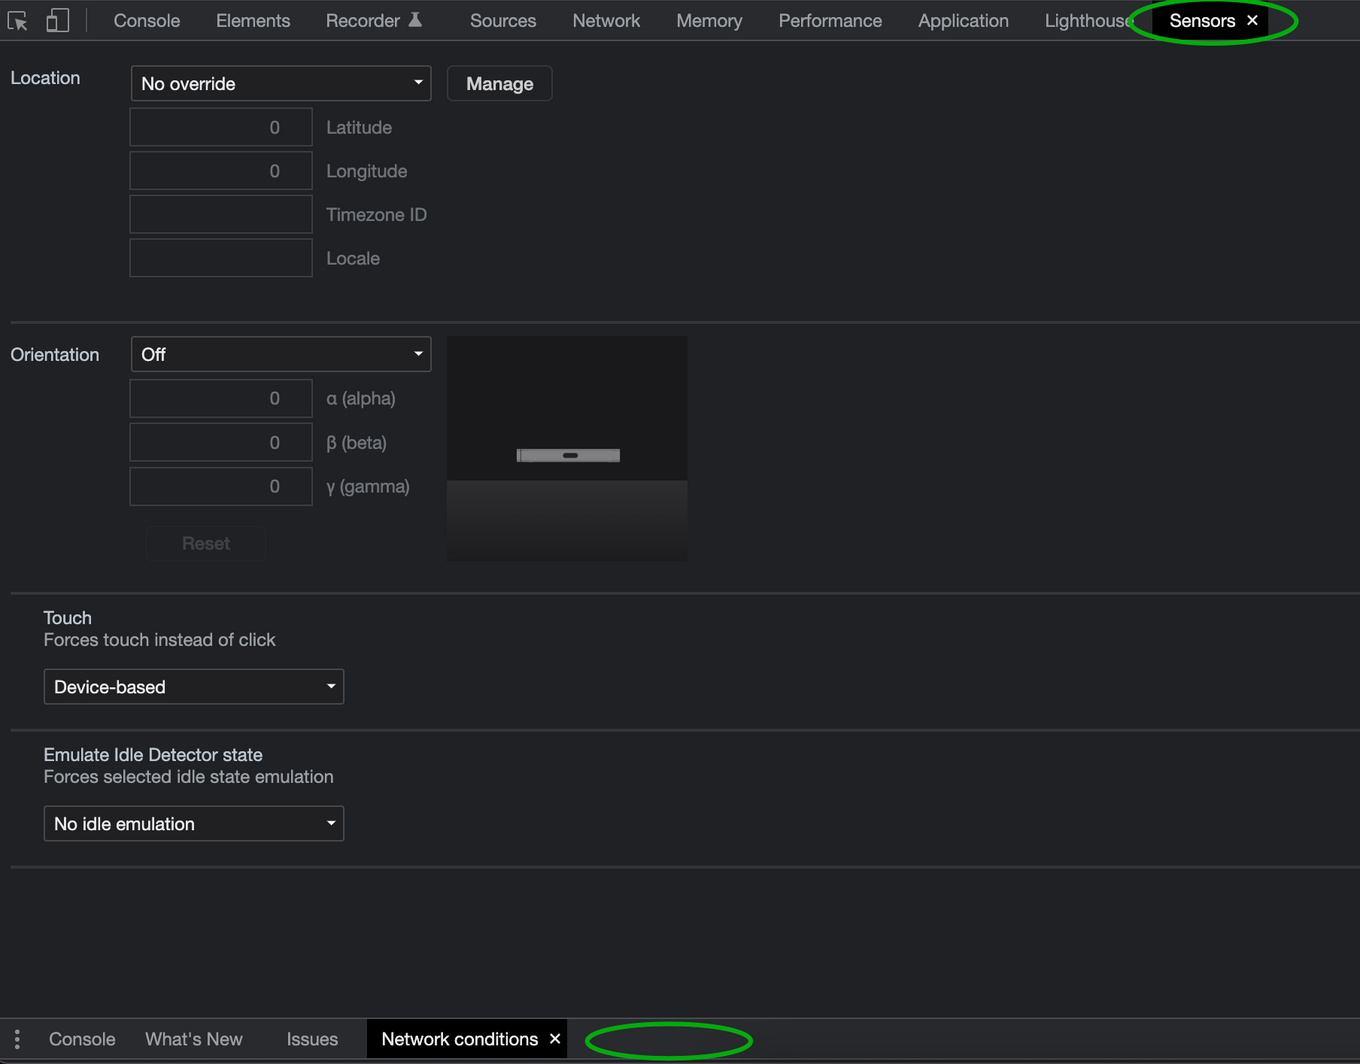 Console Elements Recorder Sources Network Memory Performance Application Lighthouse Sensors ×
Location No override Manage
0 Latitude
0 Longitude
Timezone ID
Locale
Orientation Off
0 α (alpha)
0 β (beta)
0 γ (gamma)
Reset
Touch
Forces touch instead of click
Device-based
Emulate Idle Detector state
Forces selected idle state emulation
No idle emulation
Console What's New Issues Network conditions ×